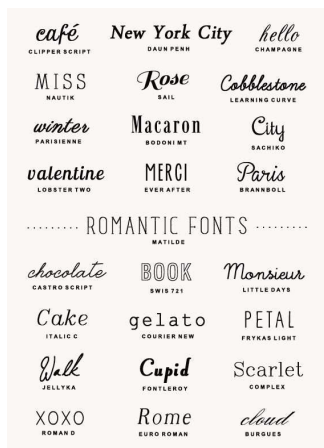 café New York City hello
CLIPPER SCRIPT DAUN PENH CHAMPAGNE
MISS Rose Cobblestone
NAUTIK SAIL LEARNING CURVE
winter Macaron City
PARISIENNE BODONI MT SACHIKO
valentine MERCI Paris
LOBSTER TWO EVER AFTER BRANNBOLL
ROMANTIC FONTS
MATILDE
chocolate BOOK Monsieur
CASTRO SCRIPT SWIS 721 LITTLE DAYS
Cake gelato PETAL
ITALIC C COURIER NEW FRYKAS LIGHT
Walk Cupid Scarlet
JELLYKA FONTLEROY COMPLEX
XOXO Rome cloud
ROMAN D EURO ROMAN BURGUES